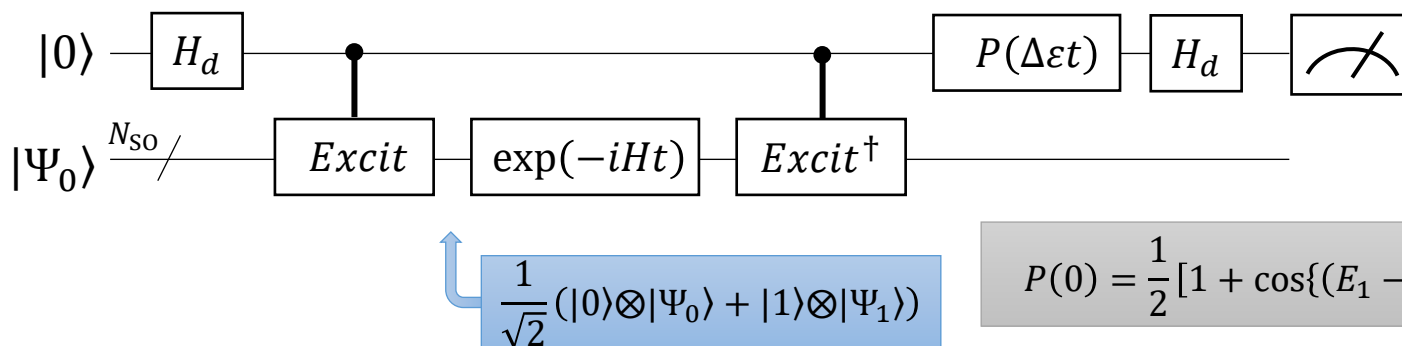 |0⟩ H_d P(Δεt) H_d
|Ψ_0⟩ N_SO Excit exp(−iHt) Excit†
1/√2 (|0⟩⊗|Ψ_0⟩ + |1⟩⊗|Ψ_1⟩)
P(0) = 1/2 [1 + cos{(E_1 −